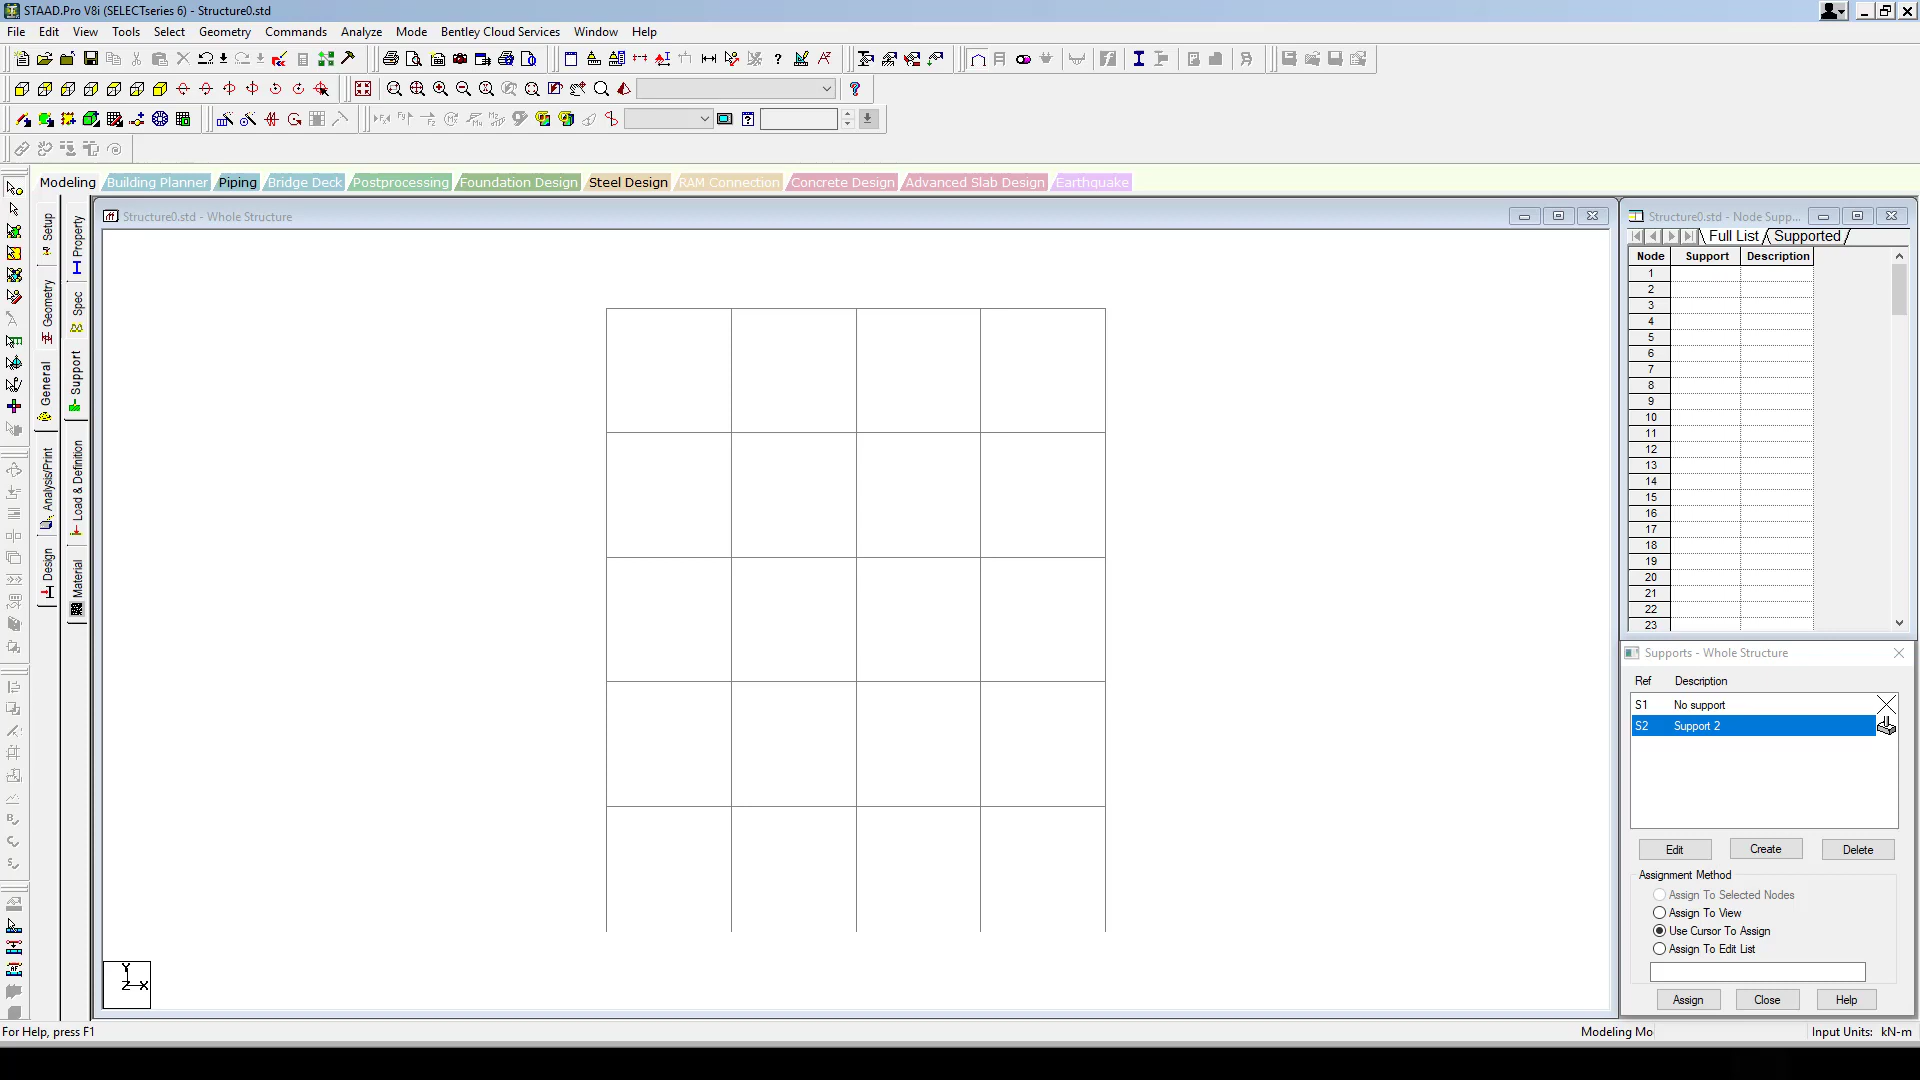 STAAD.Pro V8i (SELECTseries 6) - Structure0.std
File Edit View Tools Select Geometry Commands Analyze Mode Bentley Cloud Services Window Help
Modeling Building Planner Piping Bridge Deck Postprocessing Foundation Design Steel Design RAM Connection Concrete Design Advanced Slab Design Earthquake
Setup
Geometry
General
Analysis/Print
Design
Property
Spec
Support
Load & Definition
Material
Structure0.std - Whole Structure
Y
Z X
Structure0.std - Node Supp...
Full List Supported
Node Support Description
1
2
3
4
5
6
7
8
9
10
11
12
13
14
15
16
17
18
19
20
21
22
23
Supports - Whole Structure
Ref Description
S1 No support
S2 Support 2
Edit Create Delete
Assignment Method
Assign To Selected Nodes
Assign To View
Use Cursor To Assign
Assign To Edit List
Assign Close Help
For Help, press F1
Modeling Mo
Input Units: kN-m